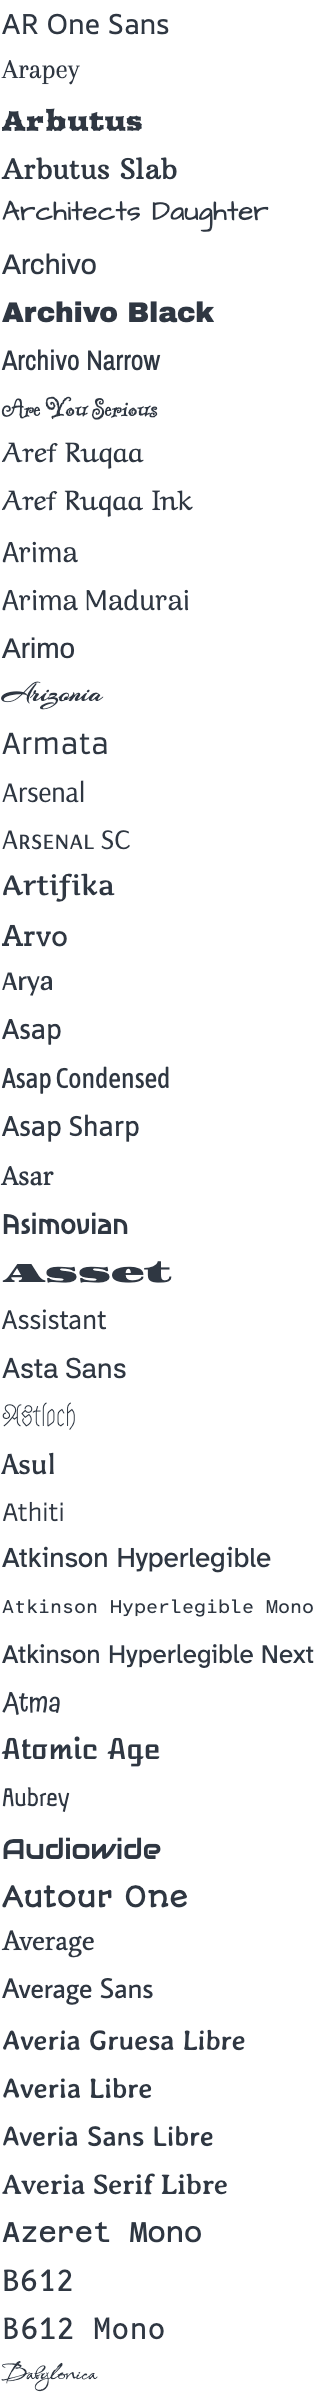 AR One Sans
Arapey
Arbutus
Arbutus Slab
Architects Daughter
Archivo
Archivo Black
Archivo Narrow
Are You Serious
Aref Ruqaa
Aref Ruqaa Ink
Arima
Arima Madurai
Arimo
Arizonia
Armata
Arsenal
Arsenal SC
Artifika
Arvo
Arya
Asap
Asap Condensed
Asap Sharp
Asar
Asimovian
Asset
Assistant
Asta Sans
Astloch
Asul
Athiti
Atkinson Hyperlegible
Atkinson Hyperlegible Mono
Atkinson Hyperlegible Next
Atma
Atomic Age
Aubrey
Audiowide
Autour One
Average
Average Sans
Averia Gruesa Libre
Averia Libre
Averia Sans Libre
Averia Serif Libre
Azeret Mono
B612
B612 Mono
Babylonica